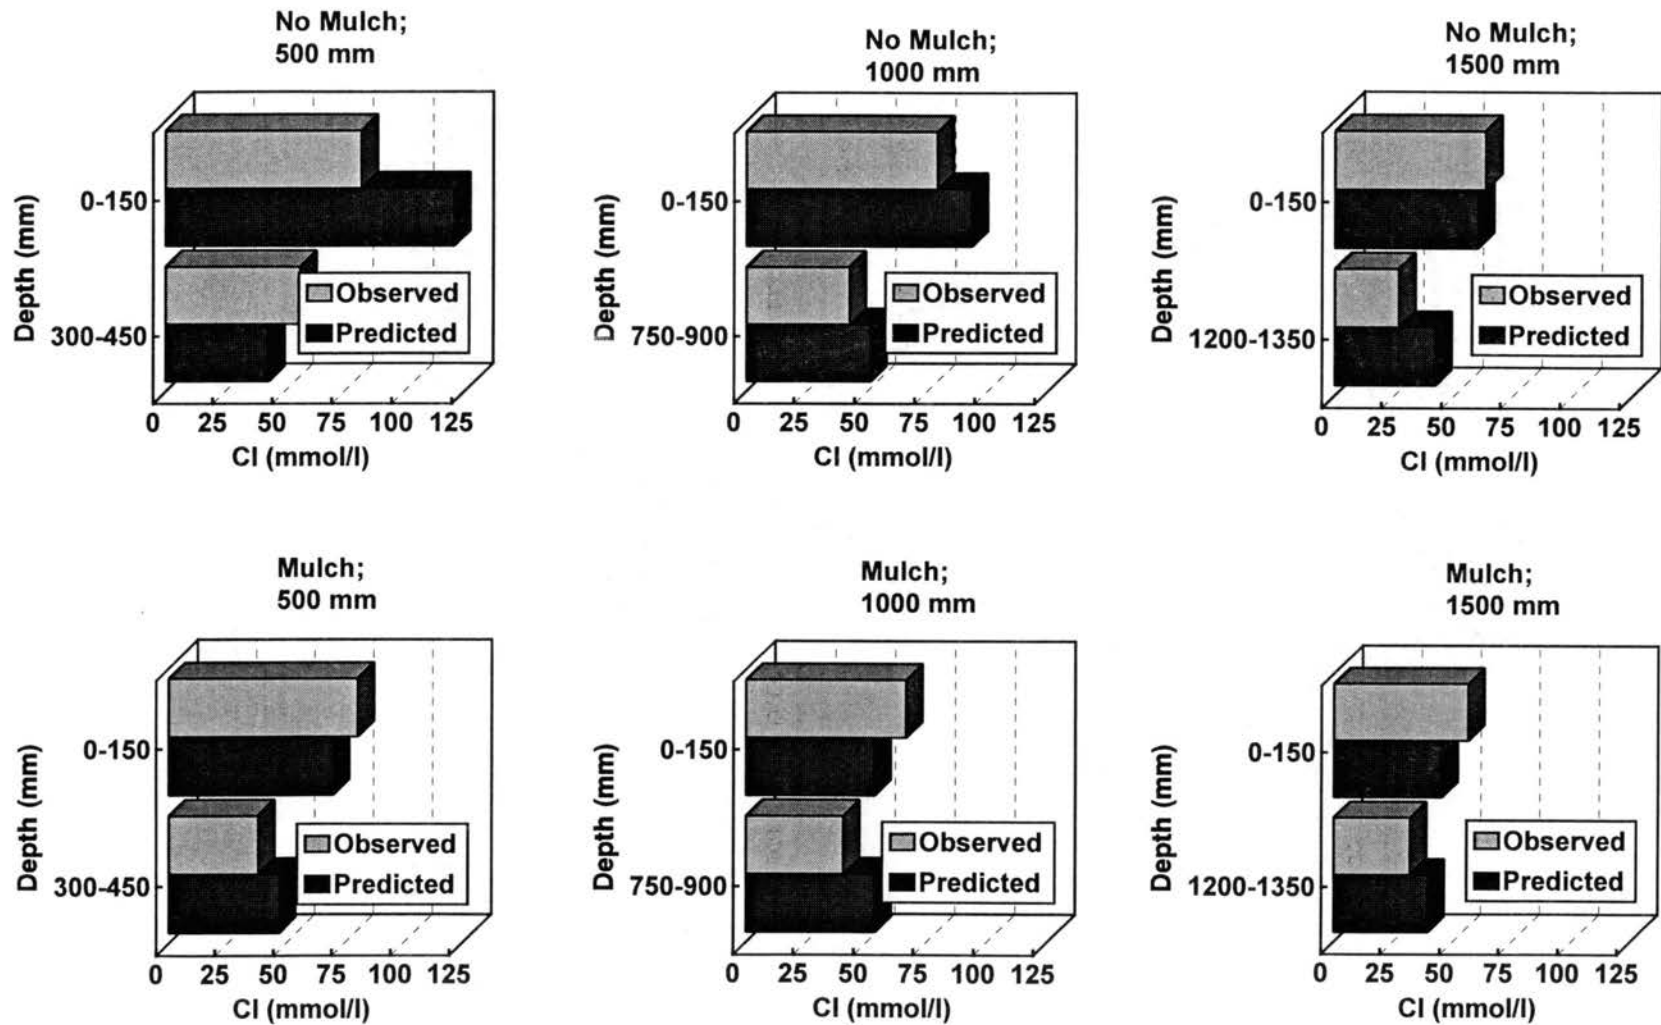 No Mulch;
500 mm
Depth (mm)
0-150
300-450
Observed
Predicted
0 25 50 75 100 125
Cl (mmol/l)
No Mulch;
1000 mm
Depth (mm)
0-150
750-900
Observed
Predicted
0 25 50 75 100 125
Cl (mmol/l)
No Mulch;
1500 mm
Depth (mm)
0-150
1200-1350
Observed
Predicted
0 25 50 75 100 125
Cl (mmol/l)
Mulch;
500 mm
Depth (mm)
0-150
300-450
Observed
Predicted
0 25 50 75 100 125
Cl (mmol/l)
Mulch;
1000 mm
Depth (mm)
0-150
750-900
Observed
Predicted
0 25 50 75 100 125
Cl (mmol/l)
Mulch;
1500 mm
Depth (mm)
0-150
1200-1350
Observed
Predicted
0 25 50 75 100 125
Cl (mmol/l)